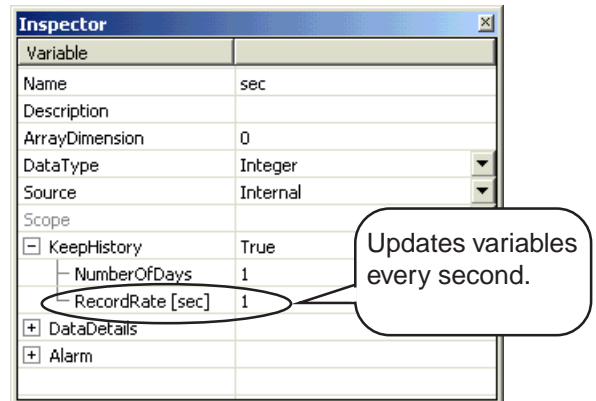 Inspector
Variable
Name sec
Description
ArrayDimension 0
DataType Integer
Source Internal
Scope
KeepHistory True
NumberOfDays 1
RecordRate [sec] 1
DataDetails
Alarm
Updates variables
every second.